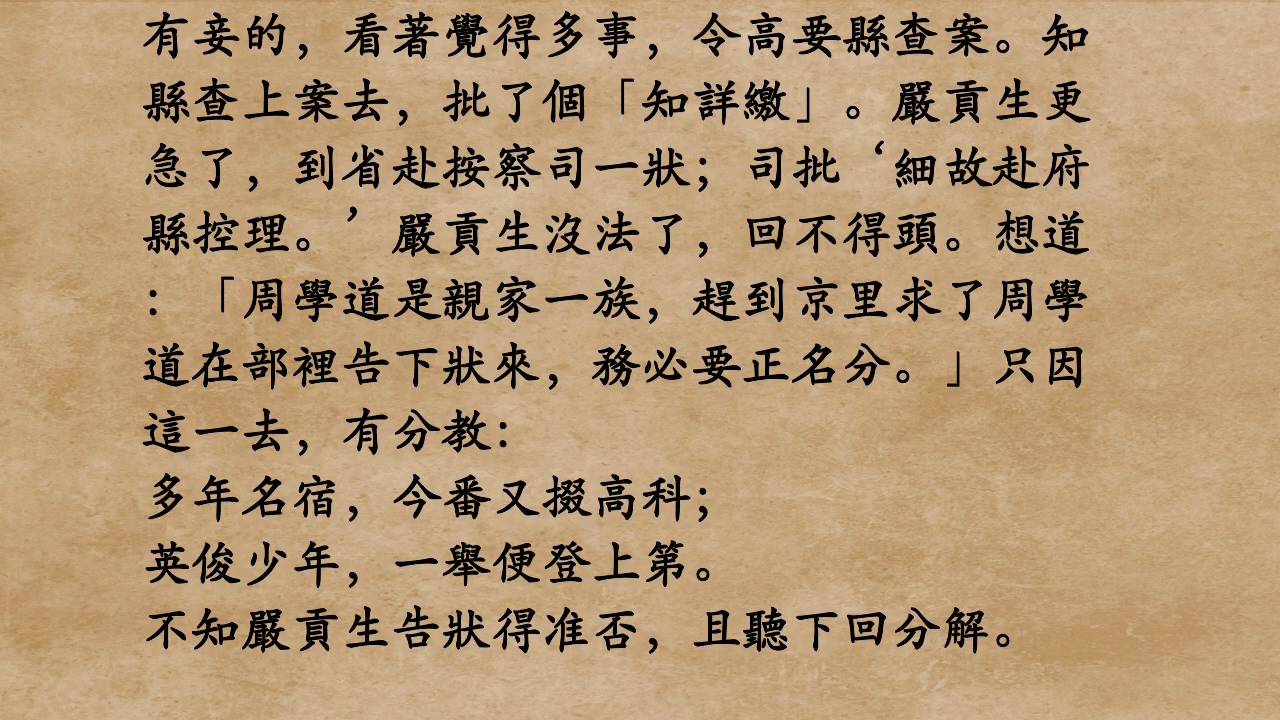 有妾的，看著覺得多事，令高要縣查案。知
縣查上案去，批了個「知詳繳」。嚴貢生更
急了，到省赴按察司一狀；司批‘細故赴府
縣控理。’嚴貢生沒法了，回不得頭。想道
：「周學道是親家一族，趕到京里求了周學
道在部裡告下狀來，務必要正名分。」只因
這一去，有分教：
多年名宿，今番又掇高科；
英俊少年，一舉便登上第。
不知嚴貢生告狀得准否，且聽下回分解。